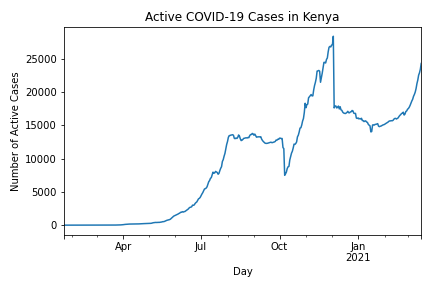 Active COVID-19 Cases in Kenya
Number of Active Cases
25000
20000
15000
10000
5000
0
Apr Jul Oct Jan
2021
Day